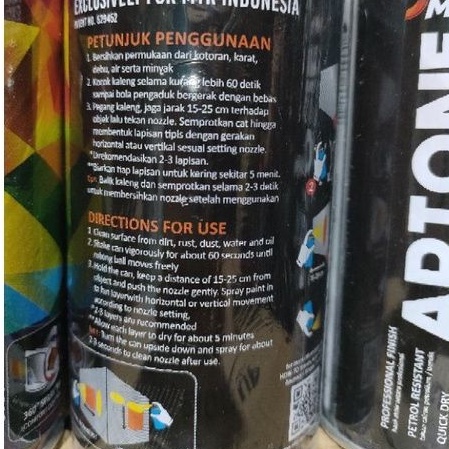 EXCLUSIVELY FOR MTR INDONESIA
PATENT NO. 529452
PETUNJUK PENGGUNAAN
1. Bersihkan permukaan dari kotoran, karat,
debu, air serta minyak
2. Kocok kaleng selama kurang lebih 60 detik
sampai bola pengaduk bergerak dengan bebas
3. Pegang kaleng, jaga jarak 15-25 cm terhadap
objek lalu tekan nozzle. Semprotkan cat hingga
membentuk lapisan tipis dengan gerakan
horizontal atau vertikal sesuai setting nozzle.
*Direkomendasikan 2-3 lapisan.
**Biarkan tiap lapisan untuk kering sekitar 5 menit.
Tips: Balik kaleng dan semprotkan selama 2-3 detik
untuk membersihkan nozzle setelah menggunakan
DIRECTIONS FOR USE
1. Clean surface from dirt, rust, dust, water and oil
2. Shake can vigorously for about 60 seconds until
mixing ball moves freely
3. Hold the can, keep a distance of 15-25 cm from
object and push the nozzle gently. Spray paint in
thin layer with horizontal or vertical movement
according to nozzle setting,
*2-3 layers are recommended
**Allow each layer to dry for about 5 minutes
Tips: Turn the can upside down and spray for about
2-3 seconds to clean nozzle after use.
360°
2
M
ARTONE
PROFESSIONAL FINISH
PETROL RESISTANT
QUICK DRY